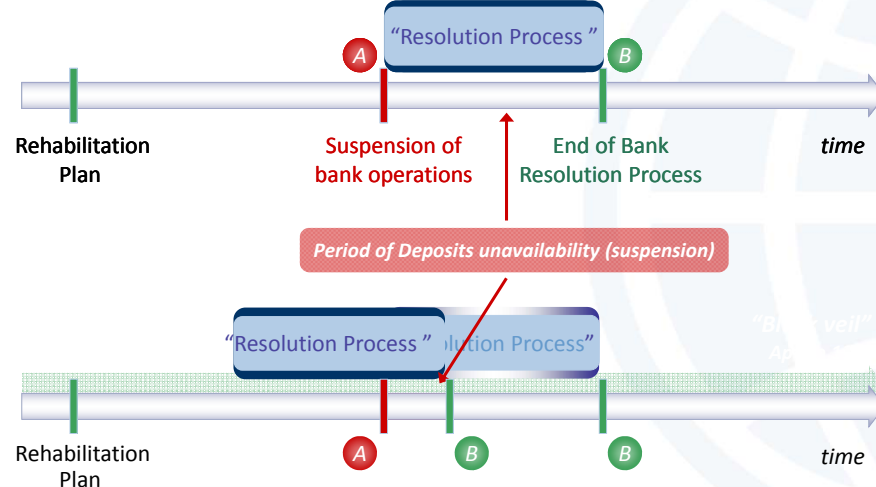 “Resolution Process ”
A
B
Rehabilitation
Plan
Suspension of
bank operations
End of Bank
Resolution Process
time
Period of Deposits unavailability (suspension)
“Resolution Process ”
Process”
veil”
Rehabilitation
Plan
A
B
B
time